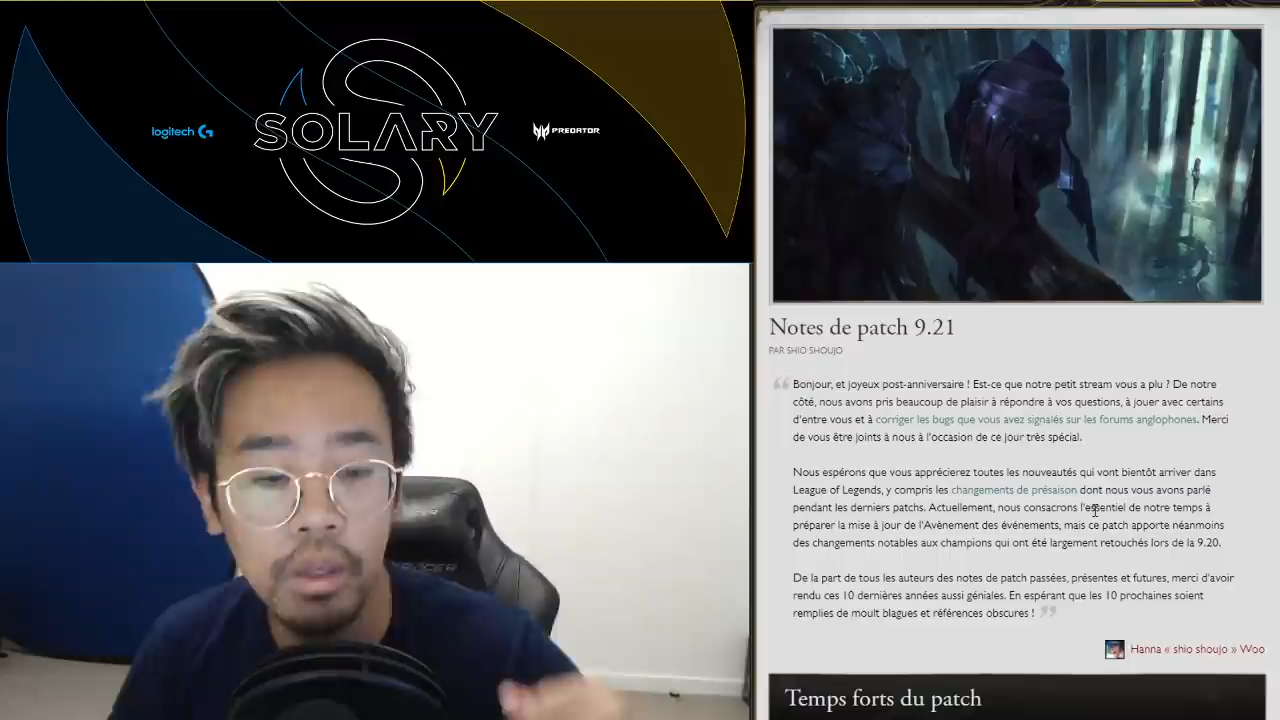 logitech G
SOLARY
PREDATOR
Notes de patch 9.21
PAR SHIO SHOUJO
Bonjour, et joyeux post-anniversaire ! Est-ce que notre petit stream vous a plu ? De notre
côté, nous avons pris beaucoup de plaisir à répondre à vos questions, à jouer avec certains
d'entre vous et à corriger les bugs que vous avez signalés sur les forums anglophones. Merci
de vous être joints à nous à l'occasion de ce jour très spécial.
Nous espérons que vous apprécierez toutes les nouveautés qui vont bientôt arriver dans
League of Legends, y compris les changements de présaison dont nous vous avons parlé
pendant les derniers patchs. Actuellement, nous consacrons l'essentiel de notre temps à
préparer la mise à jour de l'Avènement des événements, mais ce patch apporte néanmoins
des changements notables aux champions qui ont été largement retouchés lors de la 9.20.
De la part de tous les auteurs des notes de patch passées, présentes et futures, merci d'avoir
rendu ces 10 dernières années aussi géniales. En espérant que les 10 prochaines soient
remplies de moult blagues et références obscures !
Hanna « shio shoujo » Woo
Temps forts du patch